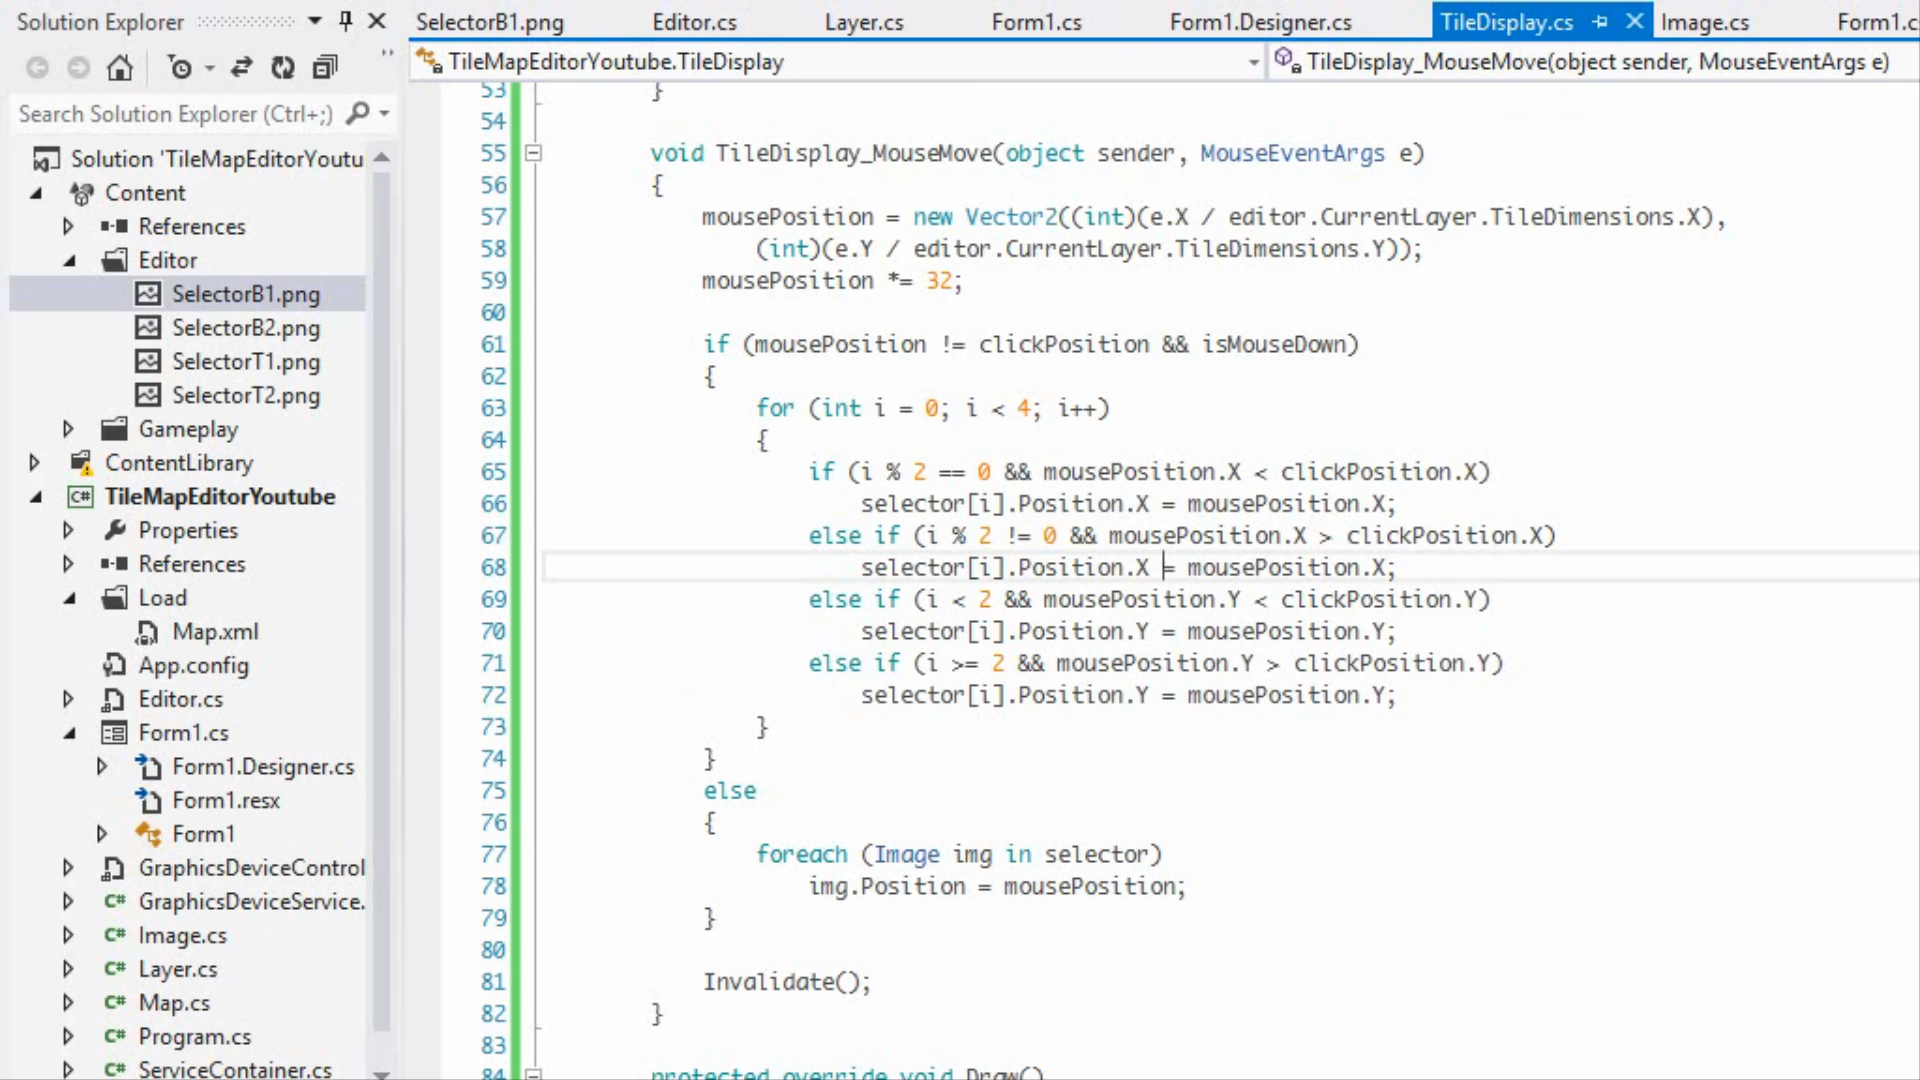 Solution Explorer
Search Solution Explorer (Ctrl+;)
Solution 'TileMapEditorYoutu
Content
References
Editor
SelectorB1.png
SelectorB2.png
SelectorT1.png
SelectorT2.png
Gameplay
ContentLibrary
TileMapEditorYoutube
Properties
References
Load
Map.xml
App.config
Editor.cs
Form1.cs
Form1.Designer.cs
Form1.resx
Form1
GraphicsDeviceControl
GraphicsDeviceService.
Image.cs
Layer.cs
Map.cs
Program.cs
ServiceContainer.cs
SelectorB1.png Editor.cs Layer.cs Form1.cs Form1.Designer.cs TileDisplay.cs Image.cs Form1.c
TileMapEditorYoutube.TileDisplay TileDisplay_MouseMove(object sender, MouseEventArgs e)
53 }
54
55 void TileDisplay_MouseMove(object sender, MouseEventArgs e)
56 {
57 mousePosition = new Vector2((int)(e.X / editor.CurrentLayer.TileDimensions.X),
58 (int)(e.Y / editor.CurrentLayer.TileDimensions.Y));
59 mousePosition *= 32;
60
61 if (mousePosition != clickPosition && isMouseDown)
62 {
63 for (int i = 0; i < 4; i++)
64 {
65 if (i % 2 == 0 && mousePosition.X < clickPosition.X)
66 selector[i].Position.X = mousePosition.X;
67 else if (i % 2 != 0 && mousePosition.X > clickPosition.X)
68 selector[i].Position.X = mousePosition.X;
69 else if (i < 2 && mousePosition.Y < clickPosition.Y)
70 selector[i].Position.Y = mousePosition.Y;
71 else if (i >= 2 && mousePosition.Y > clickPosition.Y)
72 selector[i].Position.Y = mousePosition.Y;
73 }
74 }
75 else
76 {
77 foreach (Image img in selector)
78 img.Position = mousePosition;
79 }
80
81 Invalidate();
82 }
83
84 protected override void Draw()